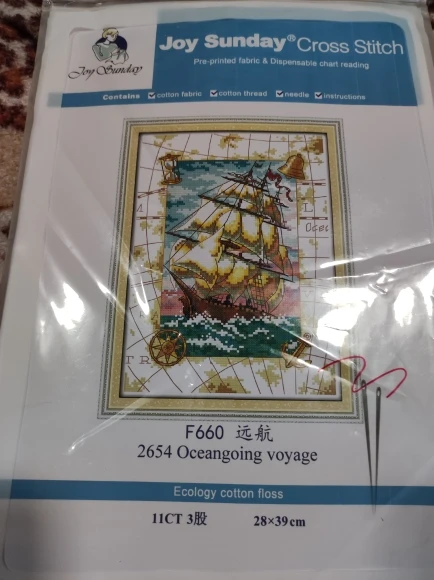 Joy Sunday® Cross Stitch
Joy Sunday
Pre-printed fabric & Dispensable chart reading
Contains ☑cotton fabric ☑cotton thread ☑needle ☑instructions
A L
Ocea
T R
F660 远航
2654 Oceangoing voyage
Ecology cotton floss
11CT 3股 28×39cm